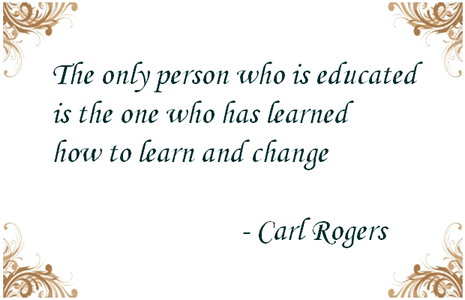 The only person who is educated
is the one who has learned
how to learn and change
- Carl Rogers